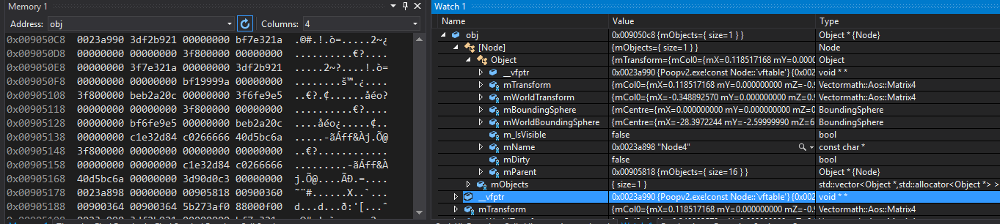 Memory 1
Address: obj Columns: 4
0x009050C8 0023a990 3df2b921 00000000 bf7e321a .©#.!.ò=.....2~¿
0x009050D8 00000000 00000000 3f800000 00000000 ..........€?....
0x009050E8 00000000 3f7e321a 00000000 3df2b921 .....2~?....!.ò=
0x009050F8 00000000 00000000 bf19999a 00000000 ........š™.¿....
0x00905108 3f800000 beb2a20c 00000000 3f6fe9e5 ..€?.¢.....åéo?
0x00905118 00000000 00000000 3f800000 00000000 ..........€?....
0x00905128 00000000 bf6fe9e5 00000000 beb2a20c .....åéo¿.....¢.
0x00905138 00000000 c1e32d84 c0266666 40d5bc6a .....-ãÁff&Àj.Õ@
0x00905148 3f800000 00000000 00000000 00000000 ..€?............
0x00905158 00000000 00000000 c1e32d84 c0266666 .........-ãÁff&À
0x00905168 40d5bc6a 00000000 3d90d0c3 00000000 j.Õ@....ÃÐ.=....
0x00905178 0023a898 00000000 00905818 00900360 ˜¨#......X..`...
00900364 00900364 5b273af0 88000f00 d...d...ð:'[...ˆ
Watch 1
Name Value Type
obj 0x009050c8 {mObjects={ size=1 } } Object * {Node}
[Node] {mObjects={ size=1 } } Node
Object {mTransform={mCol0={mX=0.118517168 mY=0.0000 Object
__vfptr 0x0023a990 {Poopv2.exe!const Node::`vftable'} {0x002 void * *
mTransform {mCol0={mX=0.118517168 mY=0.000000000 mZ=-0.9 Vectormath::Aos::Matrix4
mWorldTransform {mCol0={mX=-0.348892570 mY=0.000000000 mZ=-0.9 Vectormath::Aos::Matrix4
mBoundingSphere {mCentre={mX=0.000000000 mY=0.000000000 mZ=0.0 BoundingSphere
mWorldBoundingSphere {mCentre={mX=-28.3972244 mY=-2.59999990 mZ=6 BoundingSphere
m_IsVisible false bool
mName 0x0023a898 "Node4" const char *
mDirty false bool
mParent 0x00905818 {mObjects={ size=16 } } Object * {Node}
mObjects { size=1 } std::vector<Object *,std::allocator<Object *> >
__vfptr 0x0023a990 {Poopv2.exe!const Node::`vftable'} {0x002 void * *
mTransform {mCol0={mX=0.118517168 mY=0.000000000 mZ=-0.9 Vectormath::Aos::Matrix4